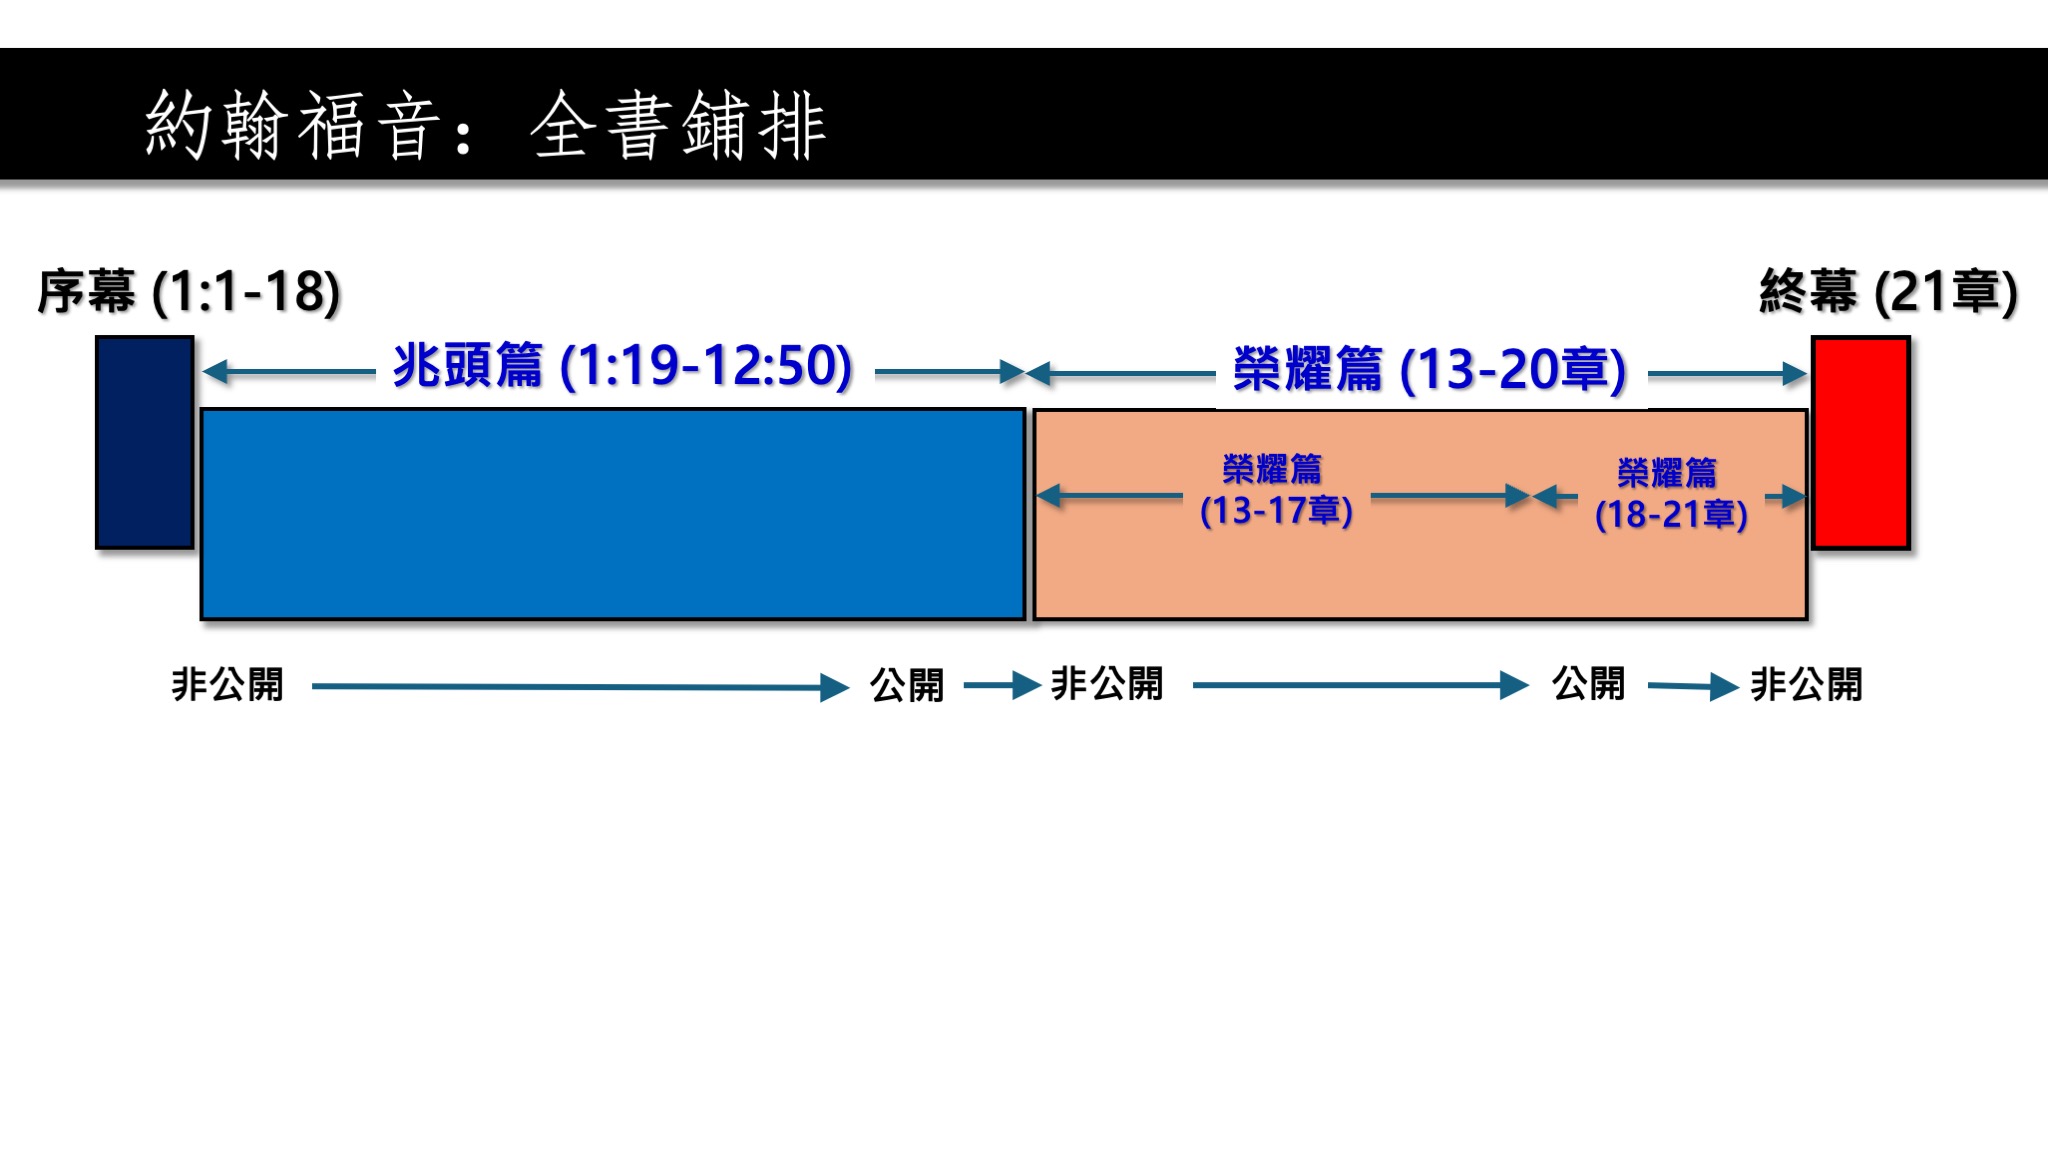 約翰福音：全書鋪排
序幕 (1:1-18)
終幕 (21章)
兆頭篇 (1:19-12:50)
榮耀篇 (13-20章)
榮耀篇
(13-17章)
榮耀篇
(18-21章)
非公開
公開
非公開
公開
非公開